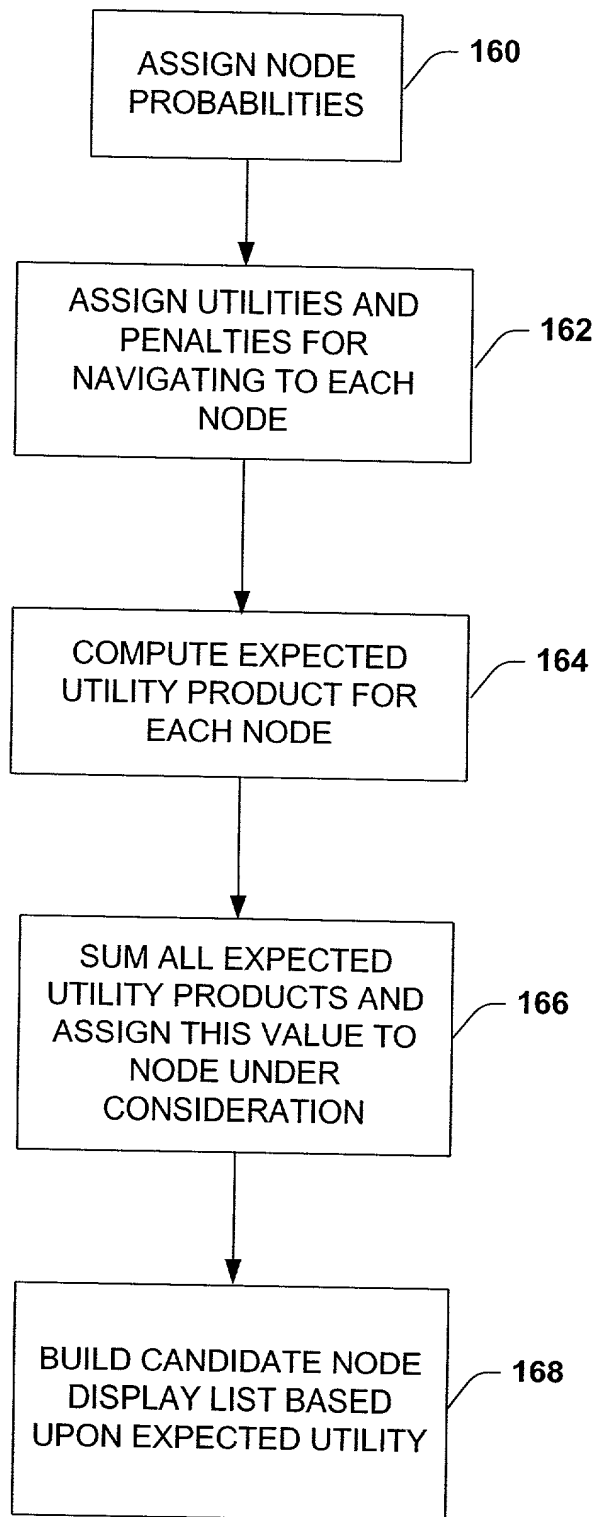 ASSIGN NODE
PROBABILITIES
160
ASSIGN UTILITIES AND
PENALTIES FOR
NAVIGATING TO EACH
NODE
162
COMPUTE EXPECTED
UTILITY PRODUCT FOR
EACH NODE
164
SUM ALL EXPECTED
UTILITY PRODUCTS AND
ASSIGN THIS VALUE TO
NODE UNDER
CONSIDERATION
166
BUILD CANDIDATE NODE
DISPLAY LIST BASED
UPON EXPECTED UTILITY
168